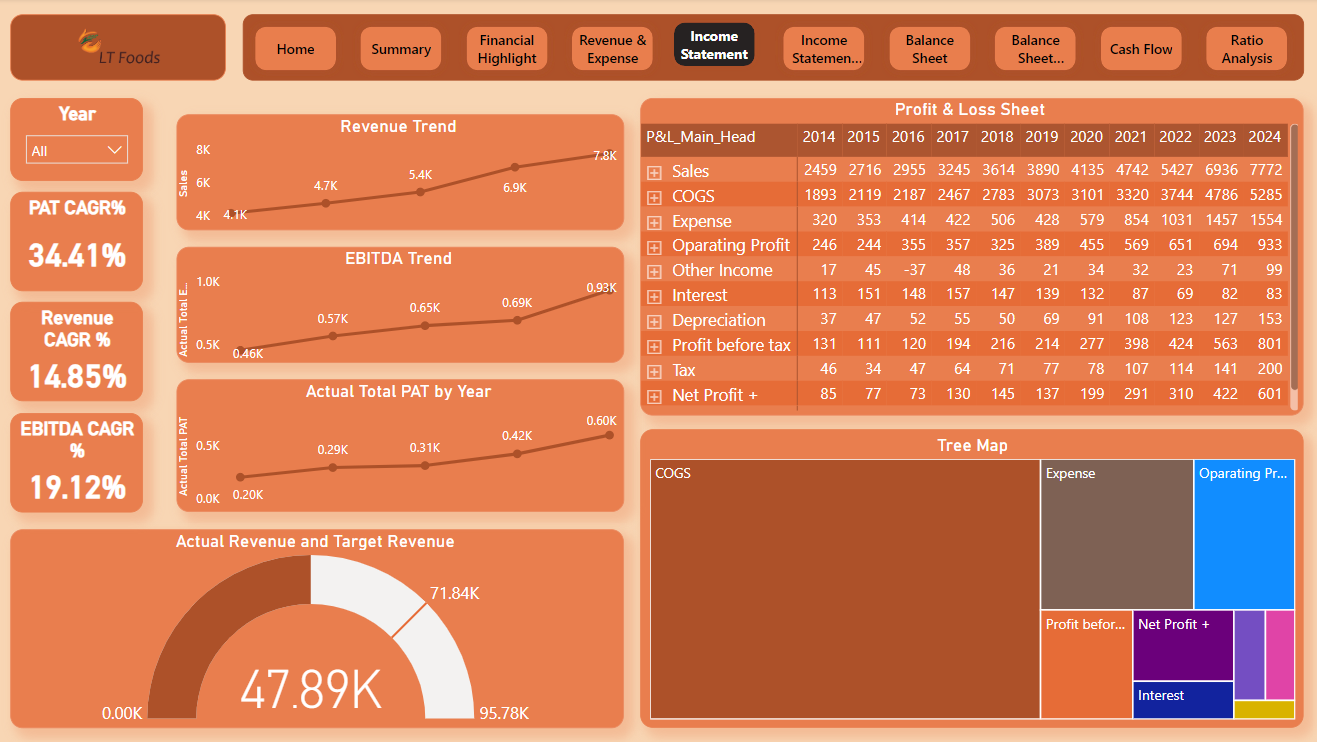 LT Foods
Home
Summary
Financial
Highlight
Revenue &
Expense
Income
Statement
Income
Statemen...
Balance
Sheet
Balance
Sheet...
Cash Flow
Ratio
Analysis
Year
All
PAT CAGR%
34.41%
Revenue
CAGR %
14.85%
EBITDA CAGR
%
19.12%
Revenue Trend
Sales
8K
6K
4K
4.1K
4.7K
5.4K
6.9K
7.8K
EBITDA Trend
Actual Total E...
1.0K
0.5K
0.46K
0.57K
0.65K
0.69K
0.93K
Actual Total PAT by Year
Actual Total PAT
0.5K
0.0K
0.20K
0.29K
0.31K
0.42K
0.60K
Actual Revenue and Target Revenue
71.84K
47.89K
0.00K
95.78K
Profit & Loss Sheet
P&L_Main_Head 2014 2015 2016 2017 2018 2019 2020 2021 2022 2023 2024
Sales 2459 2716 2955 3245 3614 3890 4135 4742 5427 6936 7772
COGS 1893 2119 2187 2467 2783 3073 3101 3320 3744 4786 5285
Expense 320 353 414 422 506 428 579 854 1031 1457 1554
Oparating Profit 246 244 355 357 325 389 455 569 651 694 933
Other Income 17 45 -37 48 36 21 34 32 23 71 99
Interest 113 151 148 157 147 139 132 87 69 82 83
Depreciation 37 47 52 55 50 69 91 108 123 127 153
Profit before tax 131 111 120 194 216 214 277 398 424 563 801
Tax 46 34 47 64 71 77 78 107 114 141 200
Net Profit + 85 77 73 130 145 137 199 291 310 422 601
Tree Map
COGS
Expense
Oparating Pr...
Profit befor...
Net Profit +
Interest